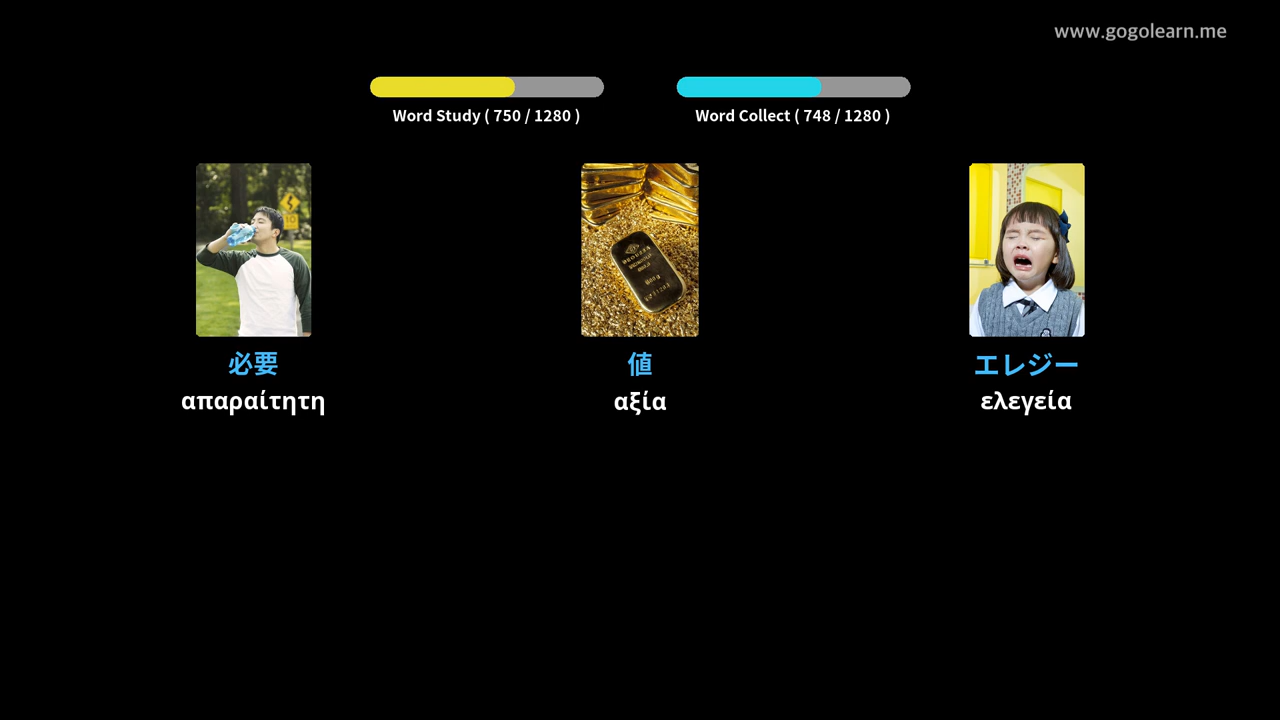 www.gogolearn.me
Word Study ( 750 / 1280 )
Word Collect ( 748 / 1280 )
必要
値
エレジー
απαραίτητη
αξία
ελεγεία